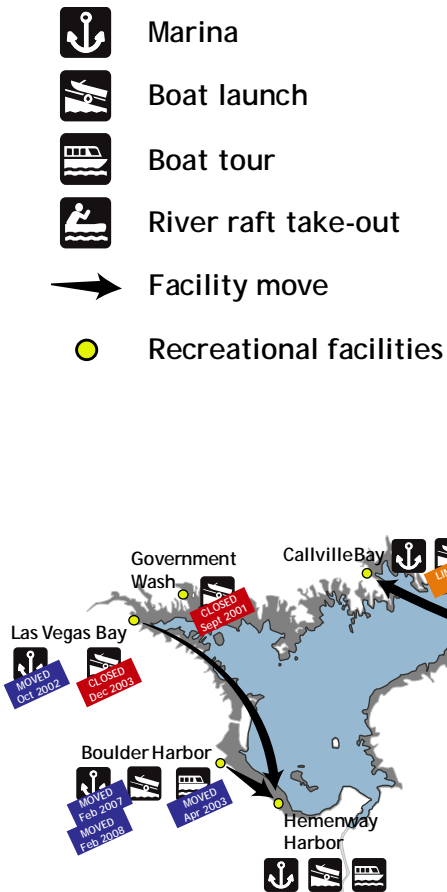 Marina
Boat launch
Boat tour
River raft take-out
Facility move
Recreational facilities
Government
Wash
CLOSED
Sept 2001
Callville Bay
Las Vegas Bay
MOVED
Oct 2002
CLOSED
Dec 2003
Boulder Harbor
MOVED
Feb 2007
MOVED
Feb 2008
MOVED
Apr 2003
Hemenway
Harbor